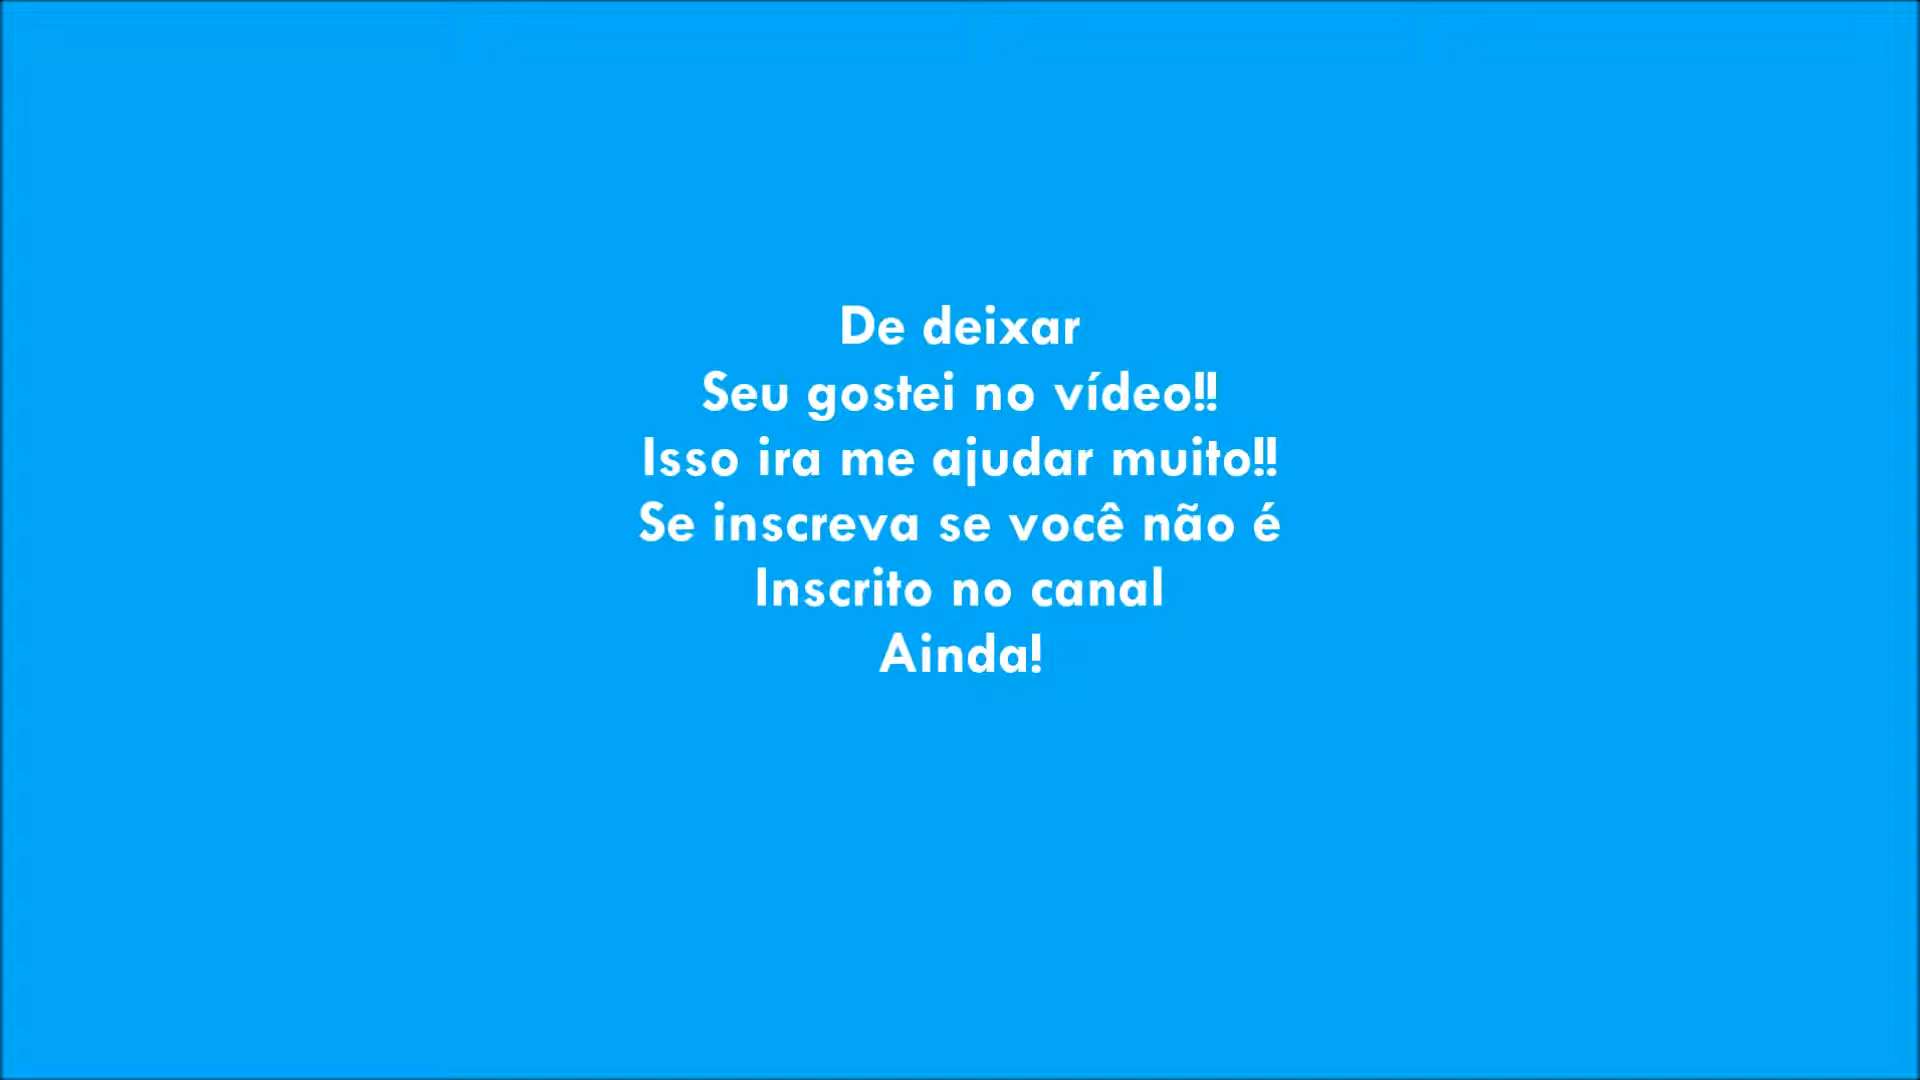 De deixar
Seu gostei no vídeo!!
Isso ira me ajudar muito!!
Se inscreva se você não é
Inscrito no canal
Ainda!